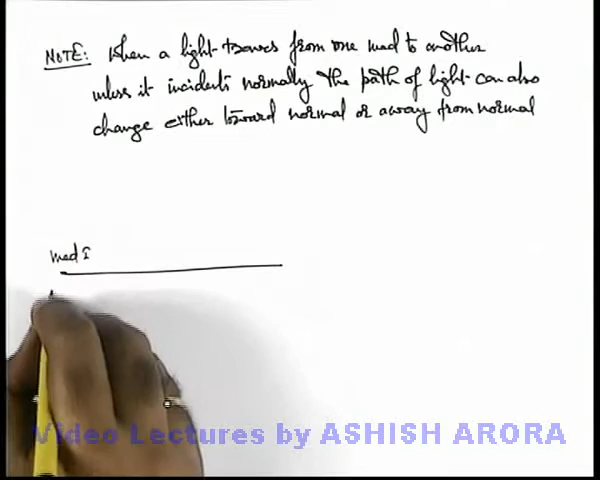 NOTE: When a light travels from one med to another
unless it incidents normally the path of light can also
change either toward normal or away from normal
med I
Video Lectures by ASHISH ARORA